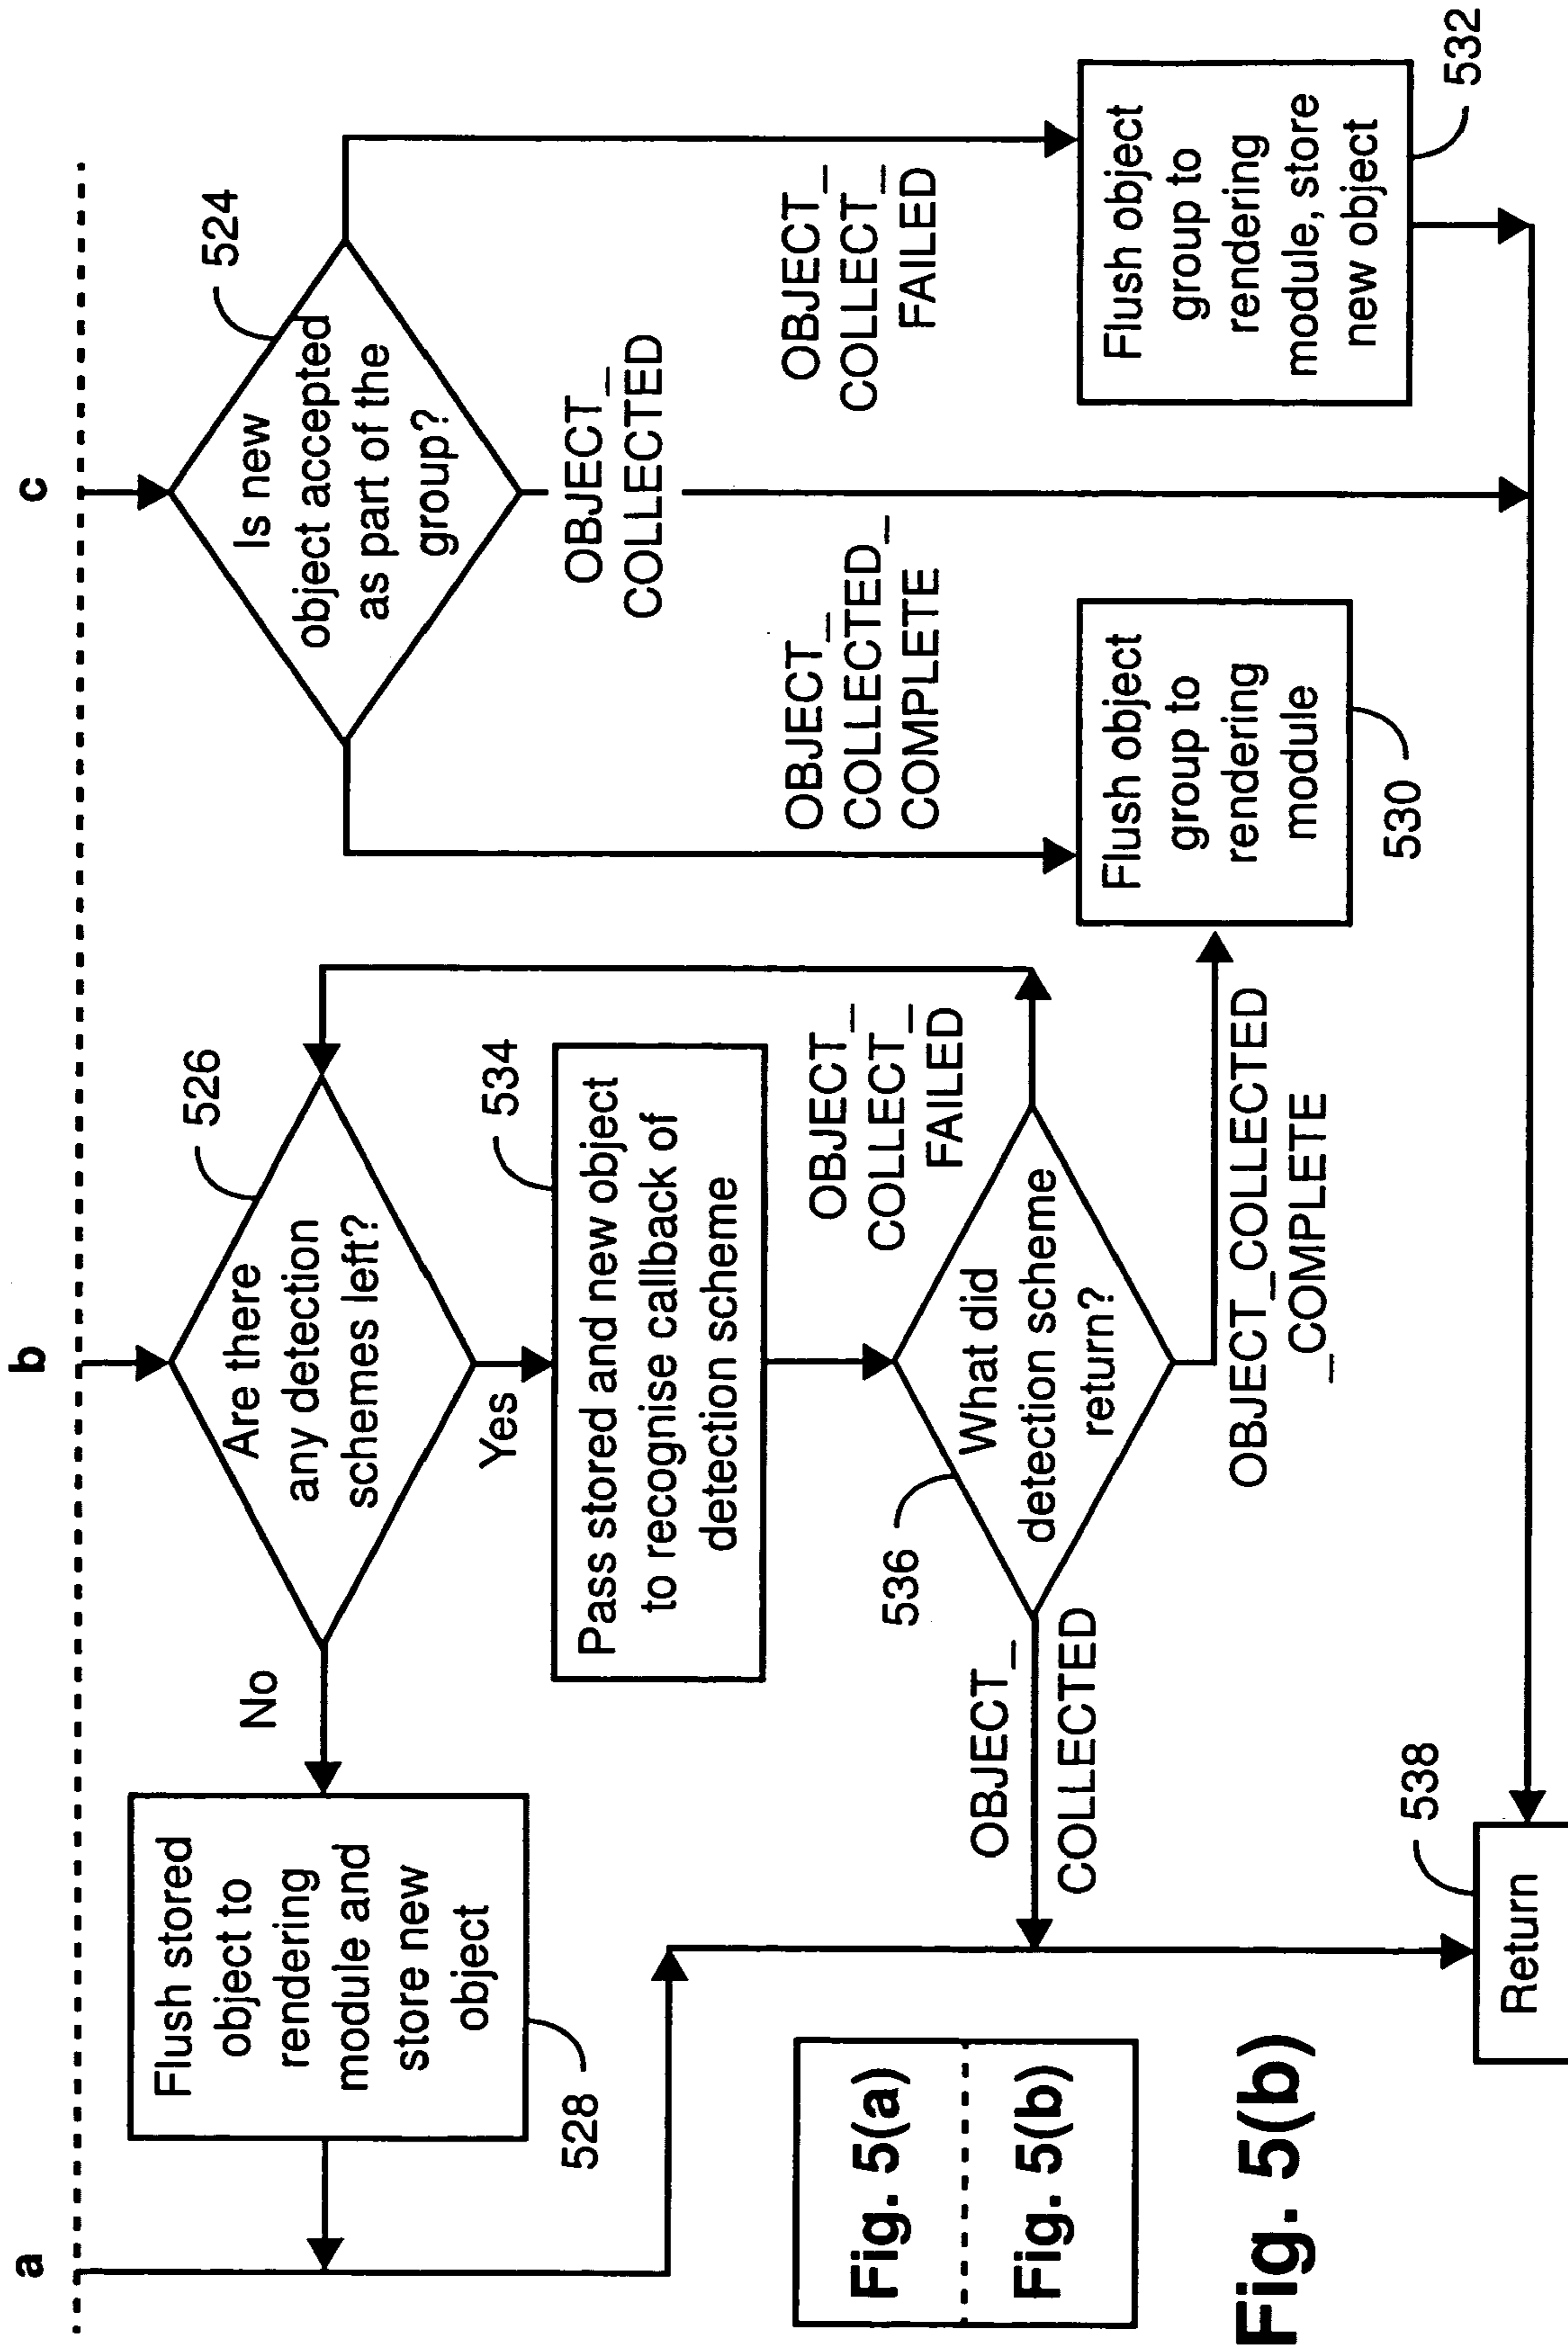 a
b
c
524
Is new
object accepted
as part of the
group?
526
Are there
any detection
schemes left?
No
Yes
Flush stored
object to
rendering
module and
store new
object
528
534
Pass stored and new object
to recognise callback of
detection scheme
OBJECT_
COLLECTED
OBJECT_
COLLECTED_
COMPLETE
OBJECT_
COLLECT_
FAILED
OBJECT_
COLLECT_
FAILED
536
What did
detection scheme
return?
OBJECT_
COLLECTED
OBJECT_COLLECTED
_COMPLETE
Flush object
group to
rendering
module
530
Flush object
group to
rendering
module, store
new object
532
538
Return
Fig. 5(a)
Fig. 5(b)
Fig. 5(b)